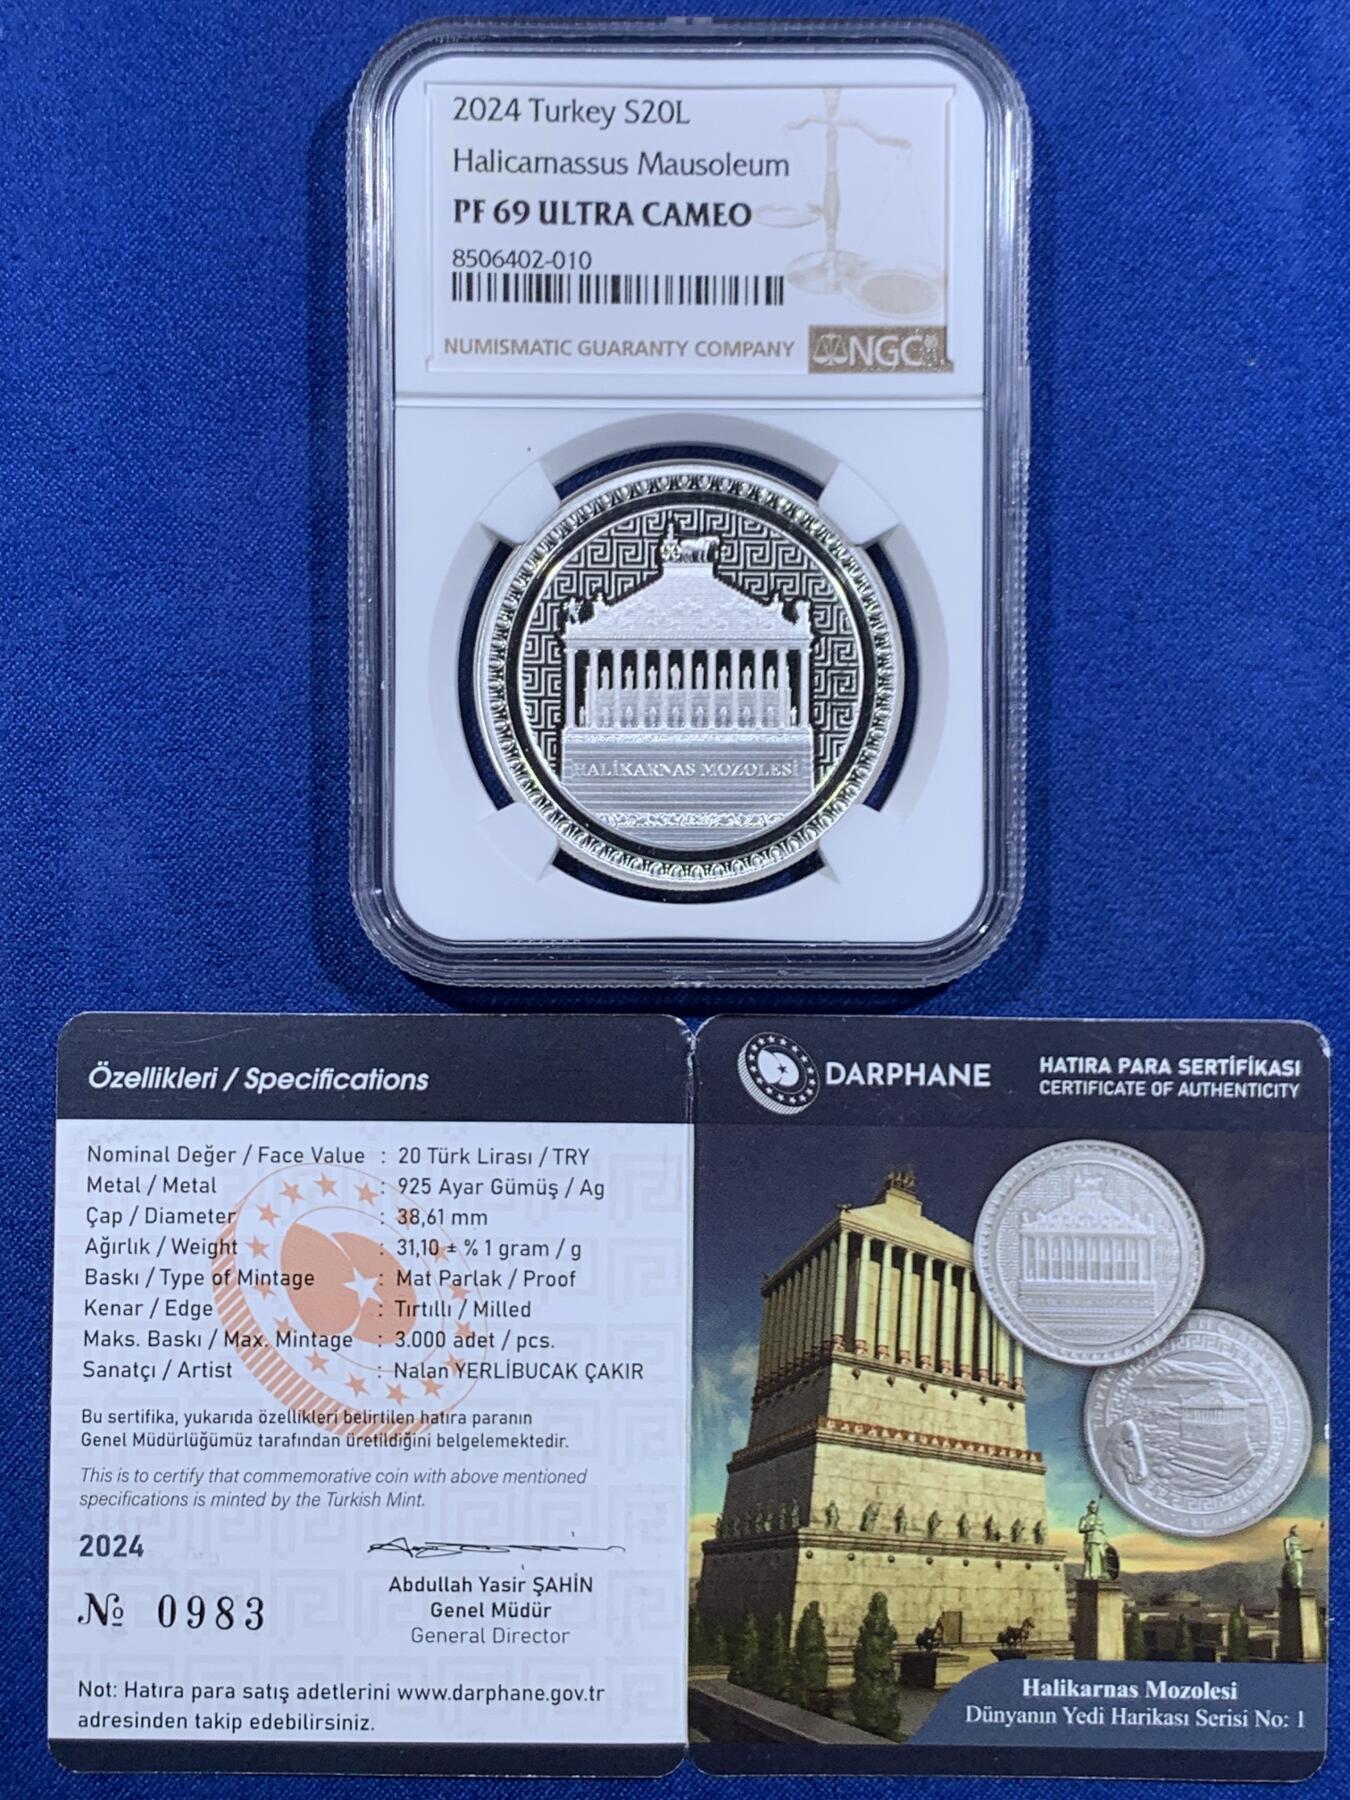 2024 Turkey S20L
Halicarnassus Mausoleum
PF 69 ULTRA CAMEO
8506402-010
NUMISMATIC GUARANTY COMPANY
NGC
HALİKARNAS MOZOLESİ
Özellikleri / Specifications
Nominal Değer / Face Value : 20 Türk Lirası / TRY
Metal / Metal : 925 Ayar Gümüş / Ag
Çap / Diameter : 38,61 mm
Ağırlık / Weight : 31,10 ± % 1 gram / g
Baskı / Type of Mintage : Mat Parlak / Proof
Kenar / Edge : Tırtıllı / Milled
Maks. Baskı / Max. Mintage : 3.000 adet / pcs.
Sanatçı / Artist : Nalan YERLİBUCAK ÇAKIR
Bu sertifika, yukarıda özellikleri belirtilen hatıra paranın
Genel Müdürlüğümüz tarafından üretildiğini belgelemektedir.
This is to certify that commemorative coin with above mentioned
specifications is minted by the Turkish Mint.
2024
№ 0983
Abdullah Yasir ŞAHİN
Genel Müdür
General Director
Not: Hatıra para satış adetlerini www.darphane.gov.tr
adresinden takip edebilirsiniz.
DARPHANE
HATIRA PARA SERTİFİKASI
CERTIFICATE OF AUTHENTICITY
Halikarnas Mozolesi
Dünyanın Yedi Harikası Serisi No: 1